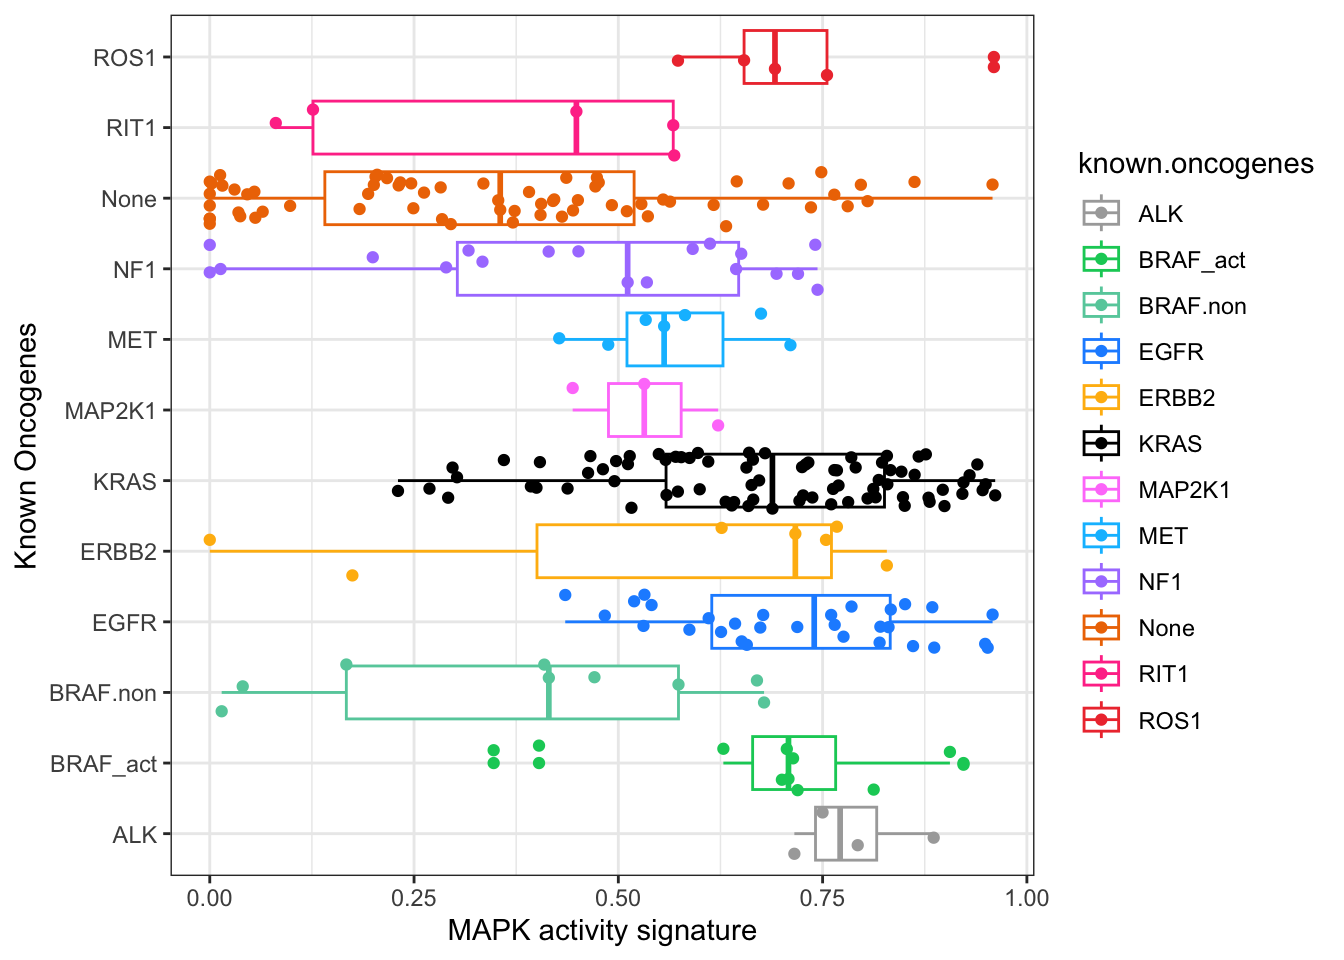 Known Oncogenes
ROS1
RIT1
None
NF1
MET
MAP2K1
KRAS
ERBB2
EGFR
BRAF.non
BRAF_act
ALK
0.00 0.25 0.50 0.75 1.00
MAPK activity signature
known.oncogenes
ALK
BRAF_act
BRAF.non
EGFR
ERBB2
KRAS
MAP2K1
MET
NF1
None
RIT1
ROS1